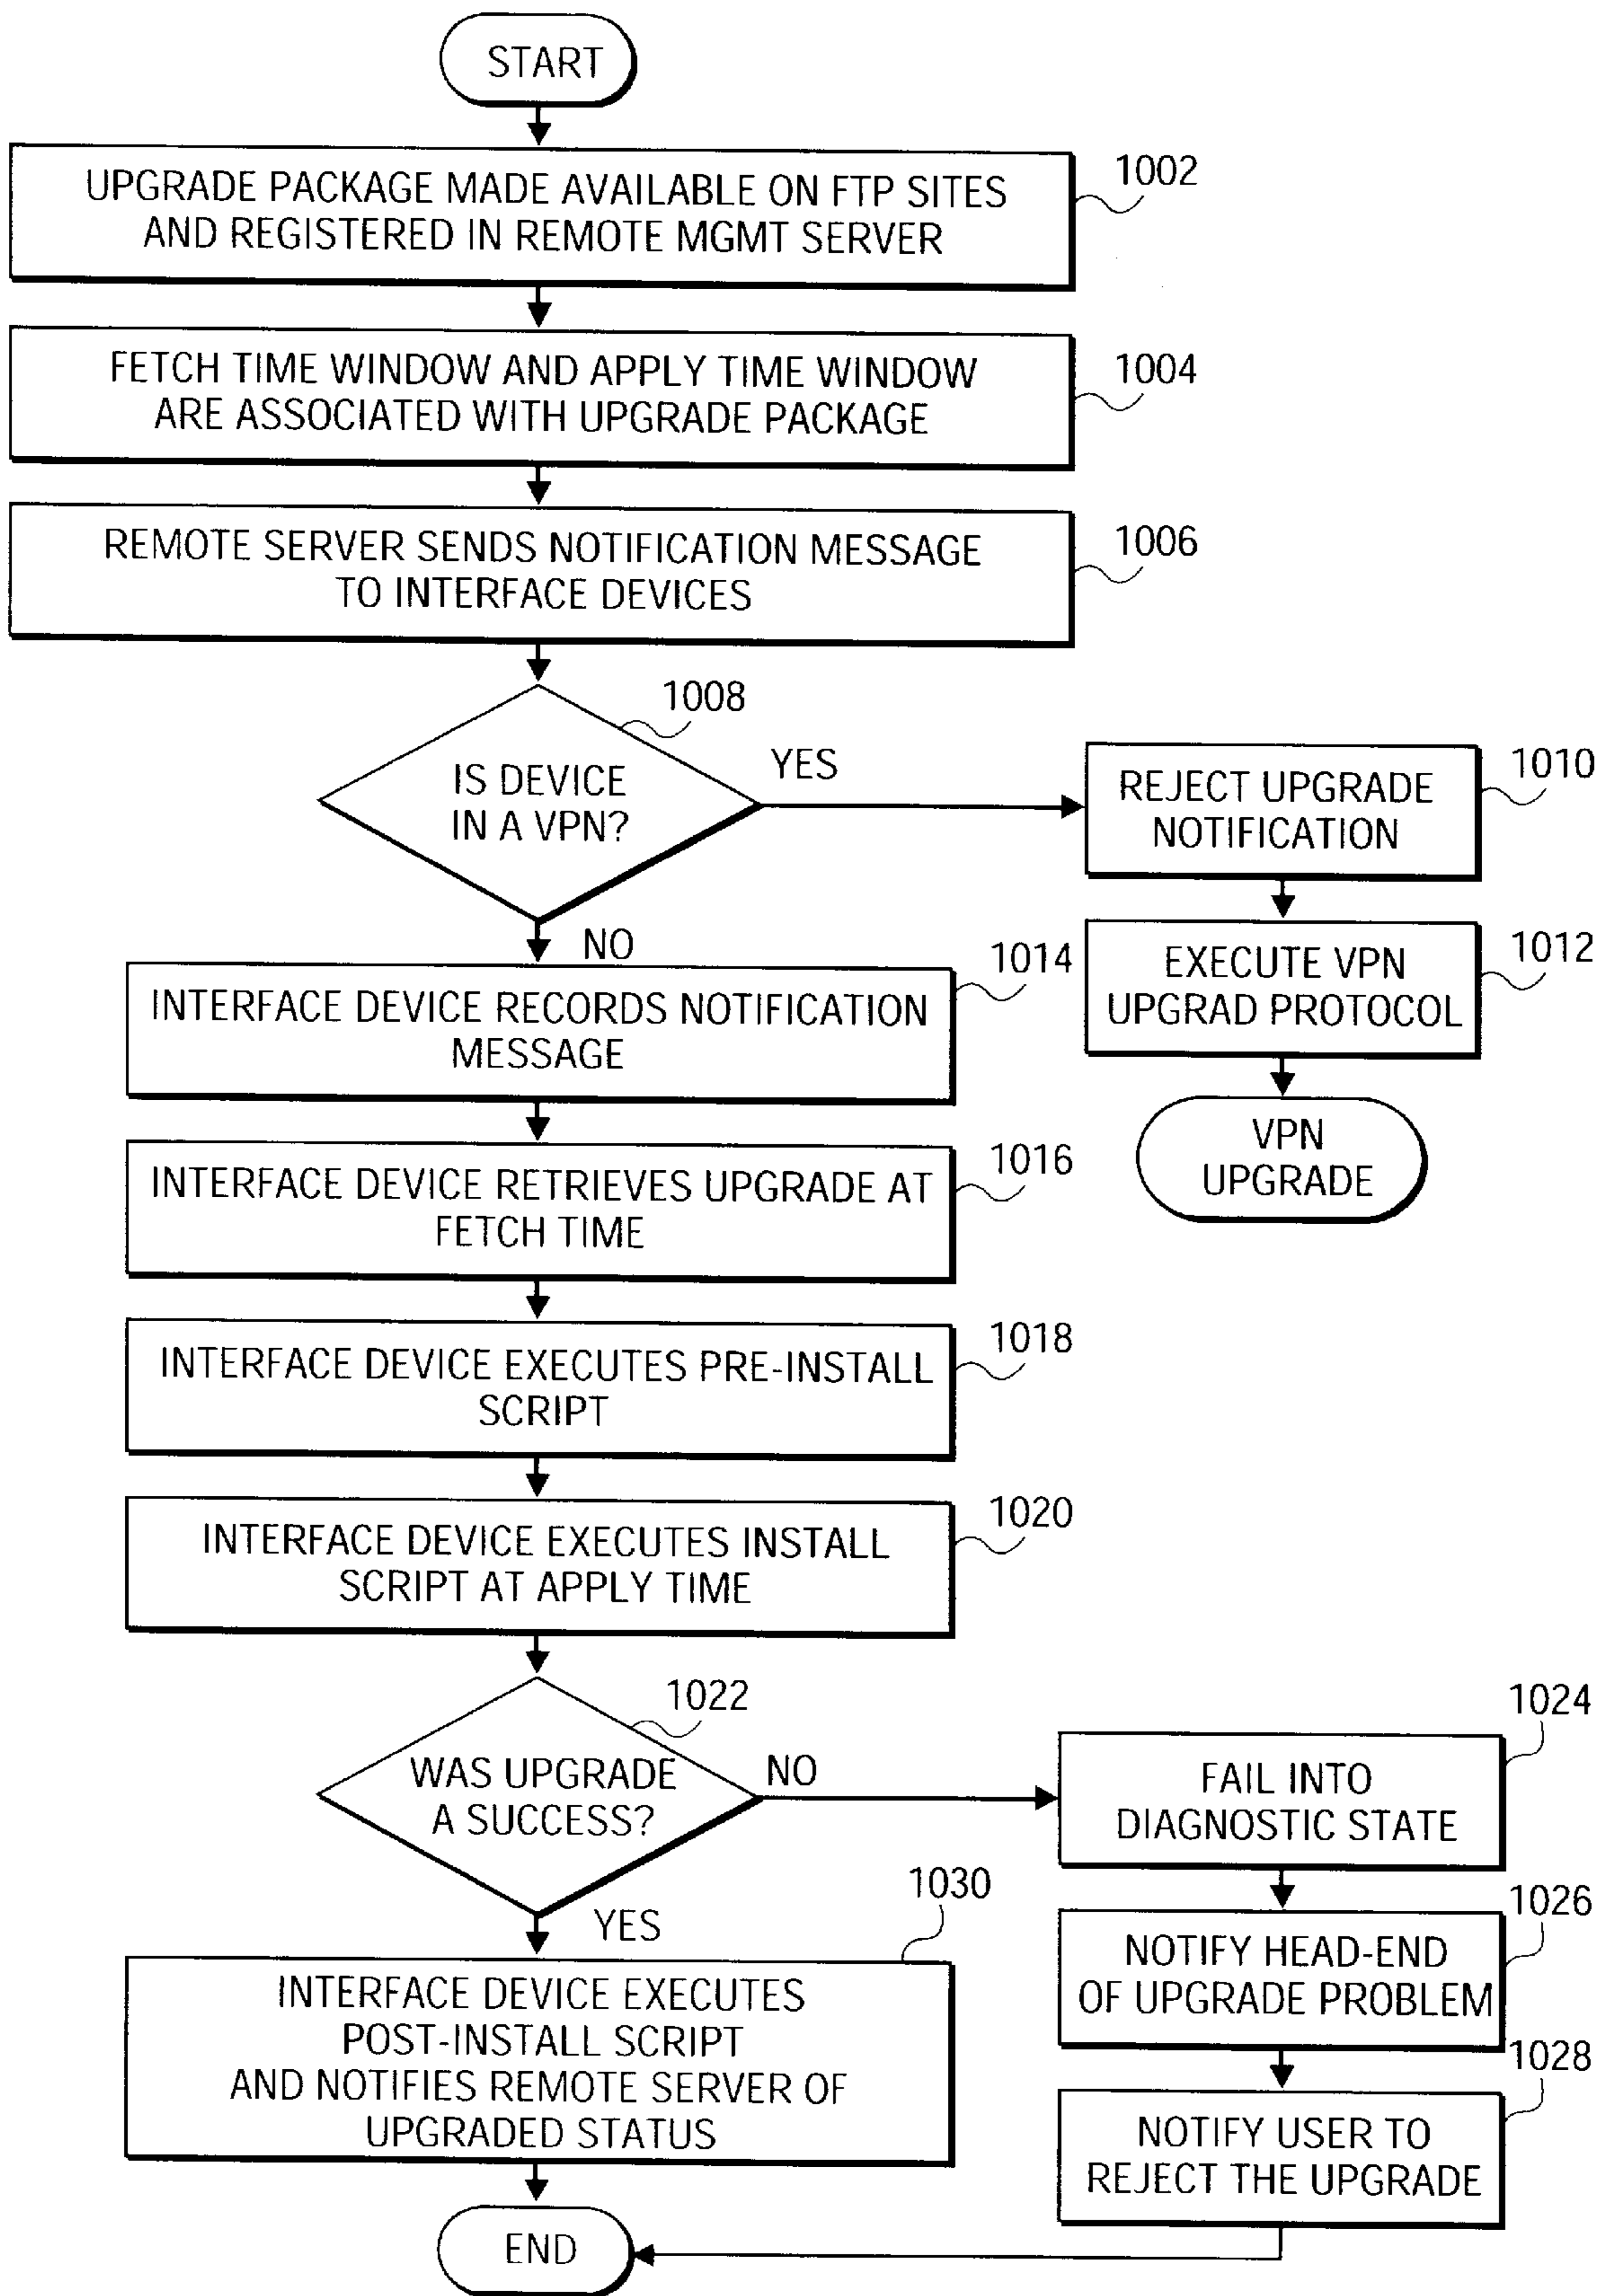 START
1002
UPGRADE PACKAGE MADE AVAILABLE ON FTP SITES
AND REGISTERED IN REMOTE MGMT SERVER
1004
FETCH TIME WINDOW AND APPLY TIME WINDOW
ARE ASSOCIATED WITH UPGRADE PACKAGE
1006
REMOTE SERVER SENDS NOTIFICATION MESSAGE
TO INTERFACE DEVICES
1008
IS DEVICE
IN A VPN?
YES
1010
REJECT UPGRADE
NOTIFICATION
1012
EXECUTE VPN
UPGRAD PROTOCOL
VPN
UPGRADE
NO
1014
INTERFACE DEVICE RECORDS NOTIFICATION
MESSAGE
1016
INTERFACE DEVICE RETRIEVES UPGRADE AT
FETCH TIME
1018
INTERFACE DEVICE EXECUTES PRE-INSTALL
SCRIPT
1020
INTERFACE DEVICE EXECUTES INSTALL
SCRIPT AT APPLY TIME
1022
WAS UPGRADE
A SUCCESS?
NO
1024
FAIL INTO
DIAGNOSTIC STATE
1026
NOTIFY HEAD-END
OF UPGRADE PROBLEM
1028
NOTIFY USER TO
REJECT THE UPGRADE
YES
1030
INTERFACE DEVICE EXECUTES
POST-INSTALL SCRIPT
AND NOTIFIES REMOTE SERVER OF
UPGRADED STATUS
END